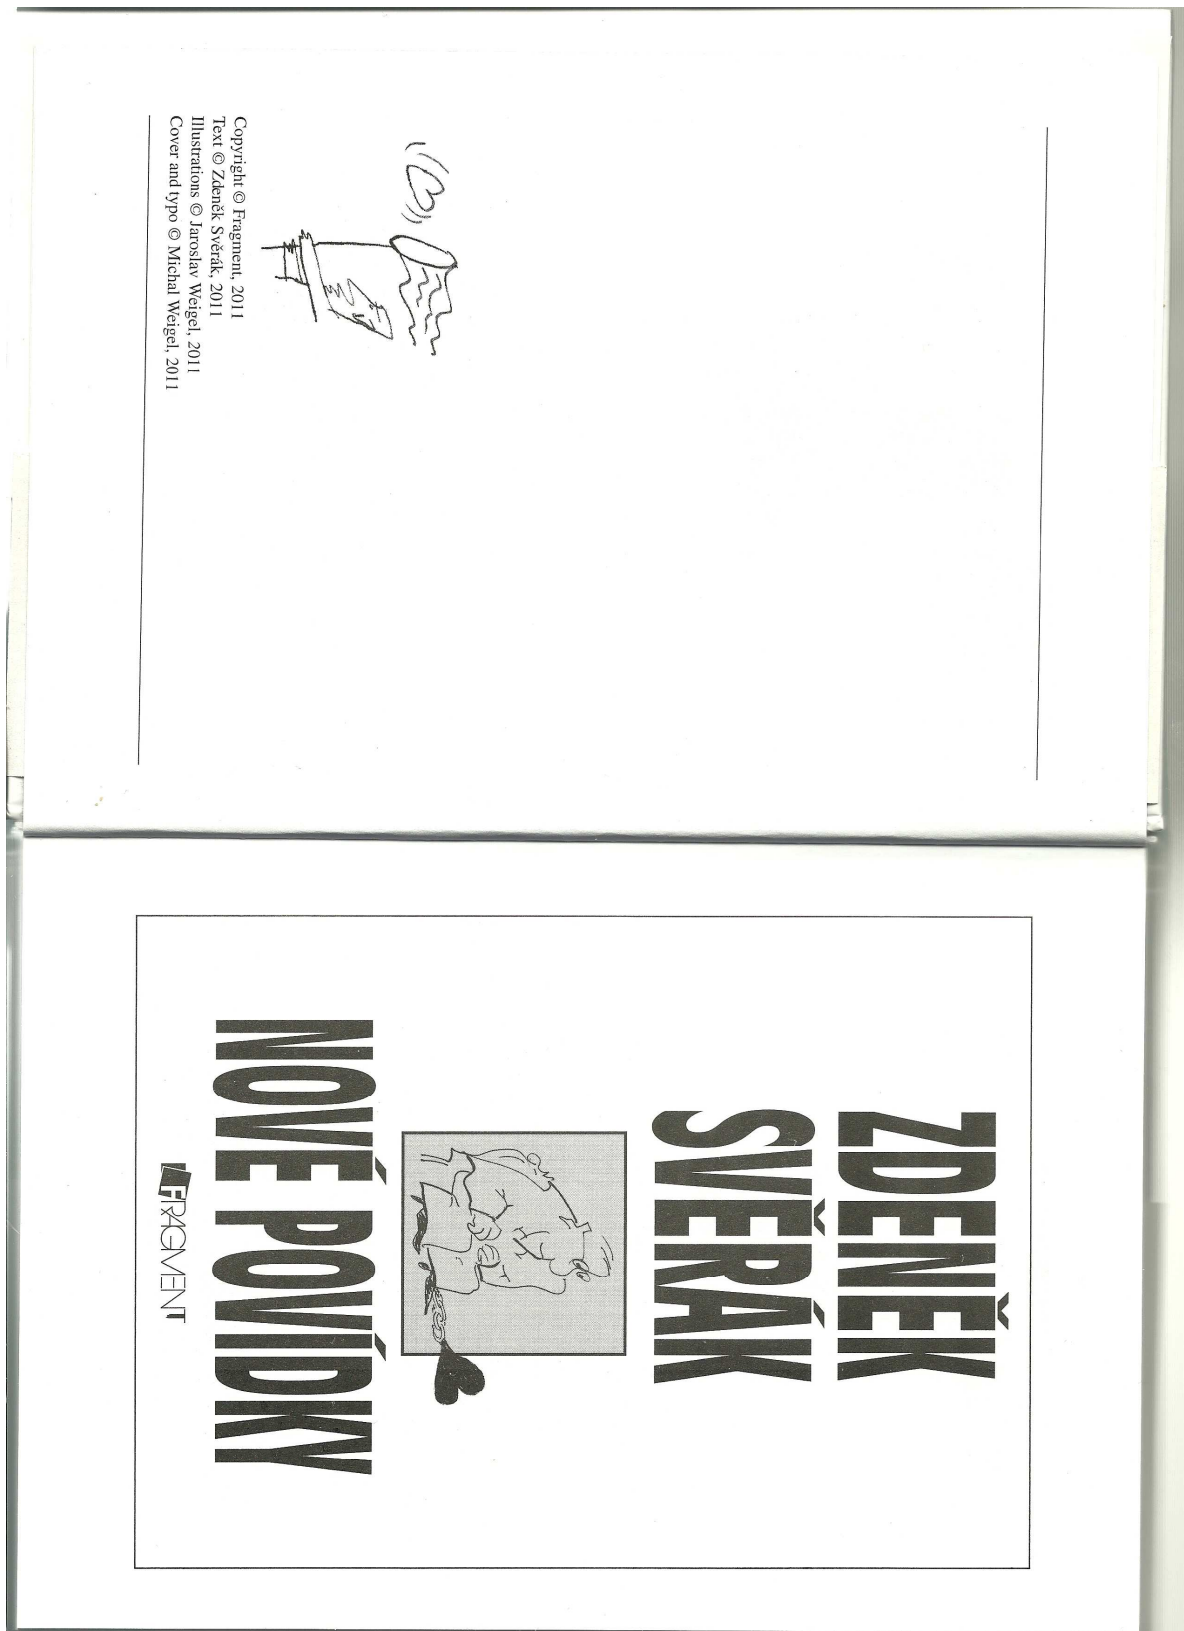 Copyright © Fragment, 2011
Text © Zdeněk Svěrák, 2011
Illustrations © Jaroslav Weigel, 2011
Cover and typo © Michal Weigel, 2011
ZDENĚK
SVĚRÁK
NOVÉ POVÍDKY
FRAGMENT